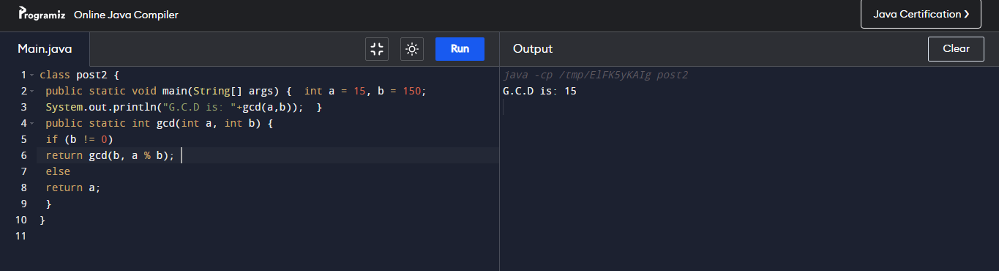 Programiz Online Java Compiler
Java Certification ❯
Main.java
Run
Output
Clear
1 class post2 {
2 public static void main(String[] args) {  int a = 15, b = 150;
3 System.out.println("G.C.D is: "+gcd(a,b));  }
4 public static int gcd(int a, int b) {
5 if (b != 0)
6 return gcd(b, a % b);
7 else
8 return a;
9 }
10 }
11
java -cp /tmp/ElFK5yKAIg post2
G.C.D is: 15